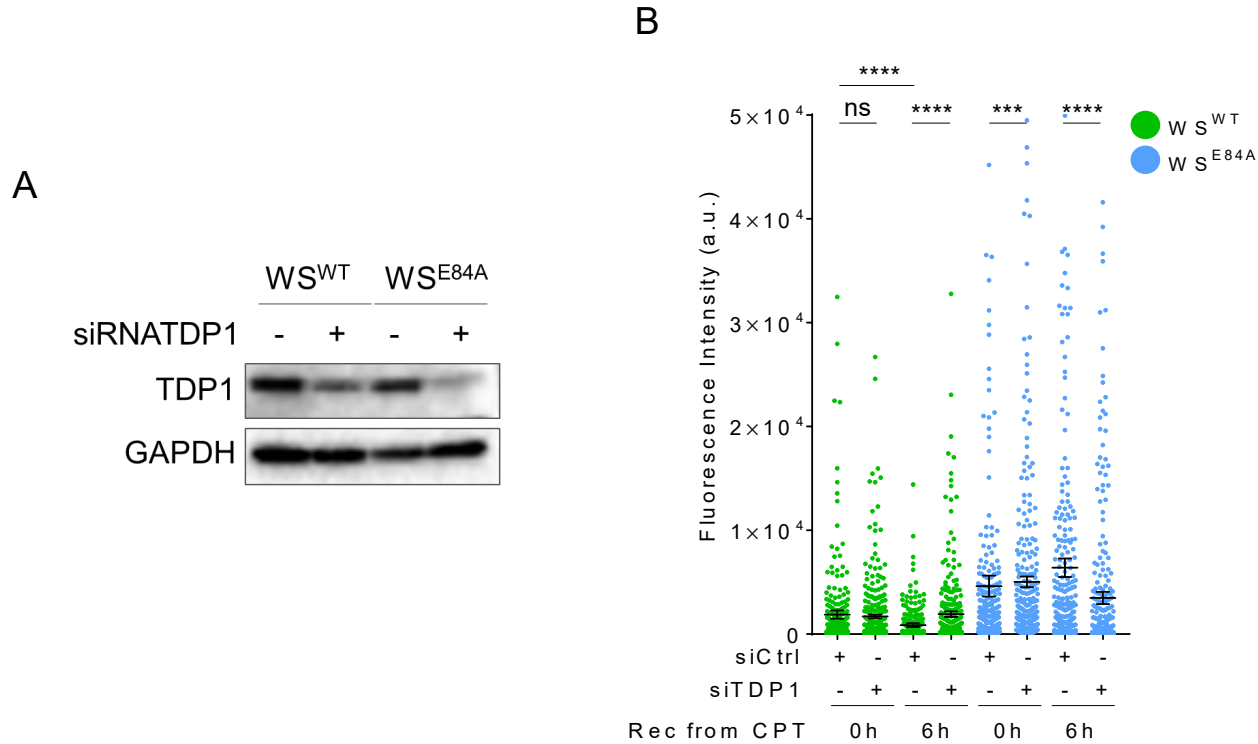 A
WS^WT WS^E84A
siRNATDP1 - + - +
TDP1
GAPDH
B
**** 
ns **** *** ****
WS^WT
WS^E84A
Fluorescence Intensity (a.u.)
5×10^4
4×10^4
3×10^4
2×10^4
1×10^4
0
siCtrl + - + - + - + -
siTDP1 - + - + - + - +
Rec from CPT 0h 6h 0h 6h